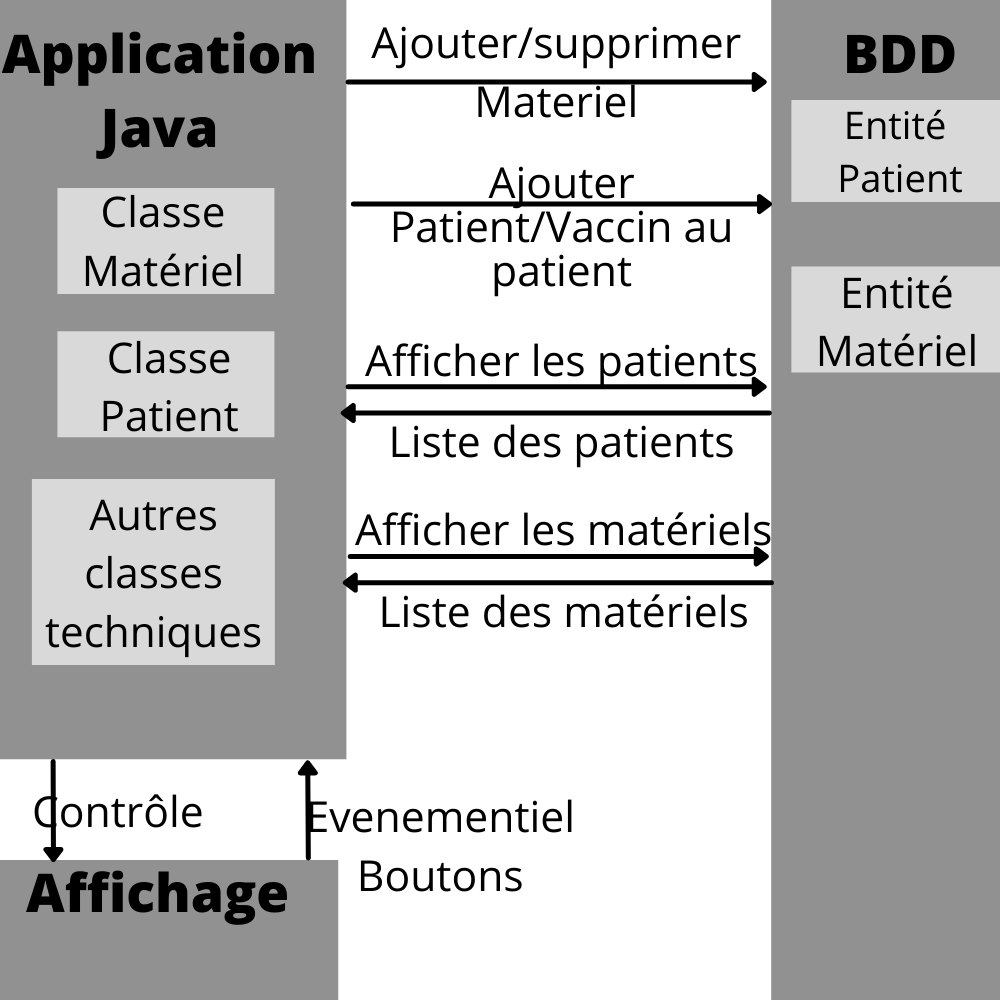 Application
Java
Classe
Matériel
Classe
Patient
Autres
classes
techniques
Ajouter/supprimer
Materiel
Ajouter
Patient/Vaccin au
patient
Afficher les patients
Liste des patients
Afficher les matériels
Liste des matériels
BDD
Entité
Patient
Entité
Matériel
Contrôle
Evenementiel
Boutons
Affichage